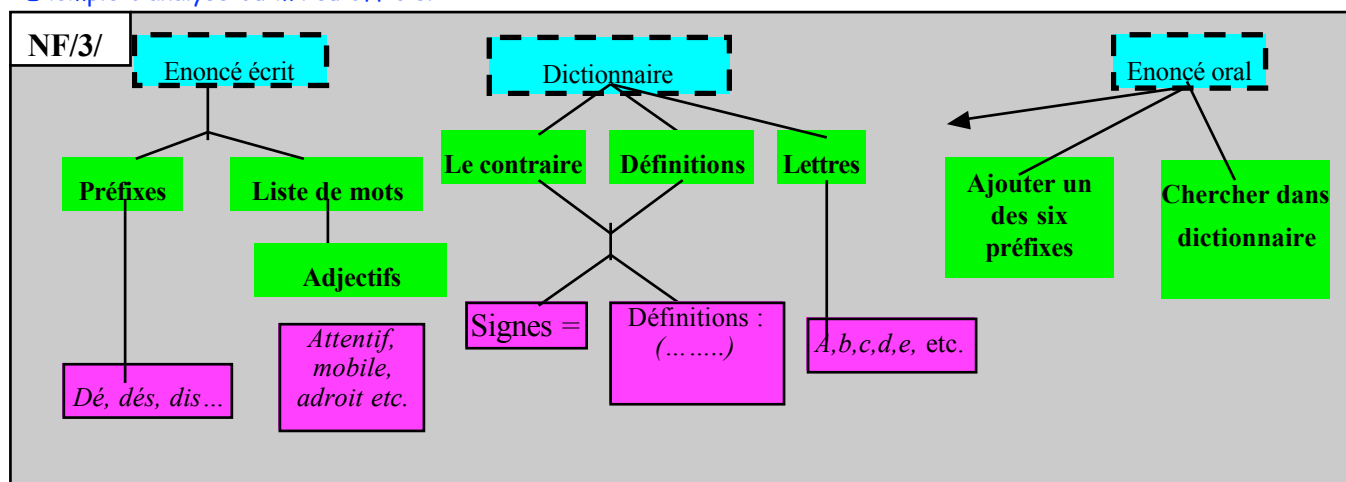 NF/3/
Enoncé écrit
Dictionnaire
Enoncé oral
Préfixes
Liste de mots
Le contraire
Définitions
Lettres
Ajouter un
des six
préfixes
Chercher dans
dictionnaire
Adjectifs
Signes =
Définitions :
(……..)
A,b,c,d,e, etc.
Attentif,
mobile,
adroit etc.
Dé, dés, dis…